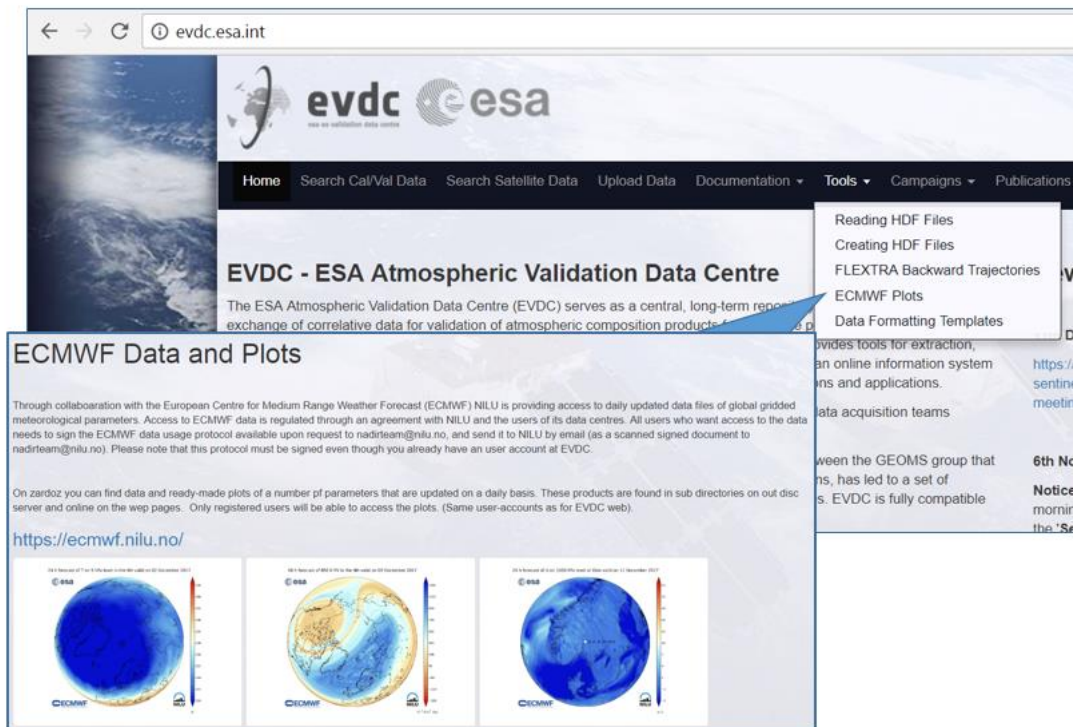 evdc.esa.int
evdc esa
Home Search Cal/Val Data Search Satellite Data Upload Data Documentation Tools Campaigns Publications
Reading HDF Files
Creating HDF Files
FLEXTRA Backward Trajectories
ECMWF Plots
Data Formatting Templates
EVDC - ESA Atmospheric Validation Data Centre
The ESA Atmospheric Validation Data Centre (EVDC) serves as a central, long-term
exchange of correlative data for validation of atmospheric composition products
ovides tools for extraction,
an online information system
ons and applications.
data acquisition teams
ween the GEOMS group that
ns, has led to a set of
s. EVDC is fully compatible
https:/
sentine
meetin
6th No
Notice
mornin
the 'Se
ECMWF Data and Plots
Through collabaaration with the European Centre for Medium Range Weather Forecast (ECMWF) NILU is providing access to daily updated data files of global gridded
meteorological parameters. Access to ECMWF data is regulated through an agreement with NILU and the users of its data centres. All users who want access to the data
needs to sign the ECMWF data usage protocol available upon request to nadirteam@nilu.no, and send it to NILU by email (as a scanned signed document to
nadirteam@nilu.no). Please note that this protocol must be signed even though you already have an user account at EVDC.
On zardoz you can find data and ready-made plots of a number pf parameters that are updated on a daily basis. These products are found in sub directories on out disc
server and online on the wep pages. Only registered users will be able to access the plots. (Same user-accounts as for EVDC web).
https://ecmwf.nilu.no/
esa esa esa
ECMWF NILU ECMWF NILU ECMWF NILU